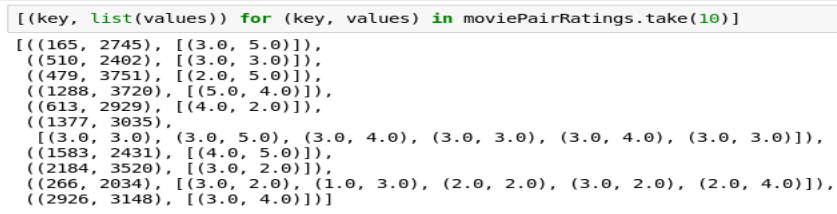 [(key, list(values)) for (key, values) in moviePairRatings.take(10)]
[((165, 2745), [(3.0, 5.0)]),
((510, 2402), [(3.0, 3.0)]),
((479, 3751), [(2.0, 5.0)]),
((1288, 3720), [(5.0, 4.0)]),
((613, 2929), [(4.0, 2.0)]),
((1377, 3035),
[(3.0, 3.0), (3.0, 5.0), (3.0, 4.0), (3.0, 3.0), (3.0, 4.0), (3.0, 3.0)]),
((1583, 2431), [(4.0, 5.0)]),
((2184, 3520), [(3.0, 2.0)]),
((266, 2034), [(3.0, 2.0), (1.0, 3.0), (2.0, 2.0), (3.0, 2.0), (2.0, 4.0)]),
((2926, 3148), [(3.0, 4.0)])]